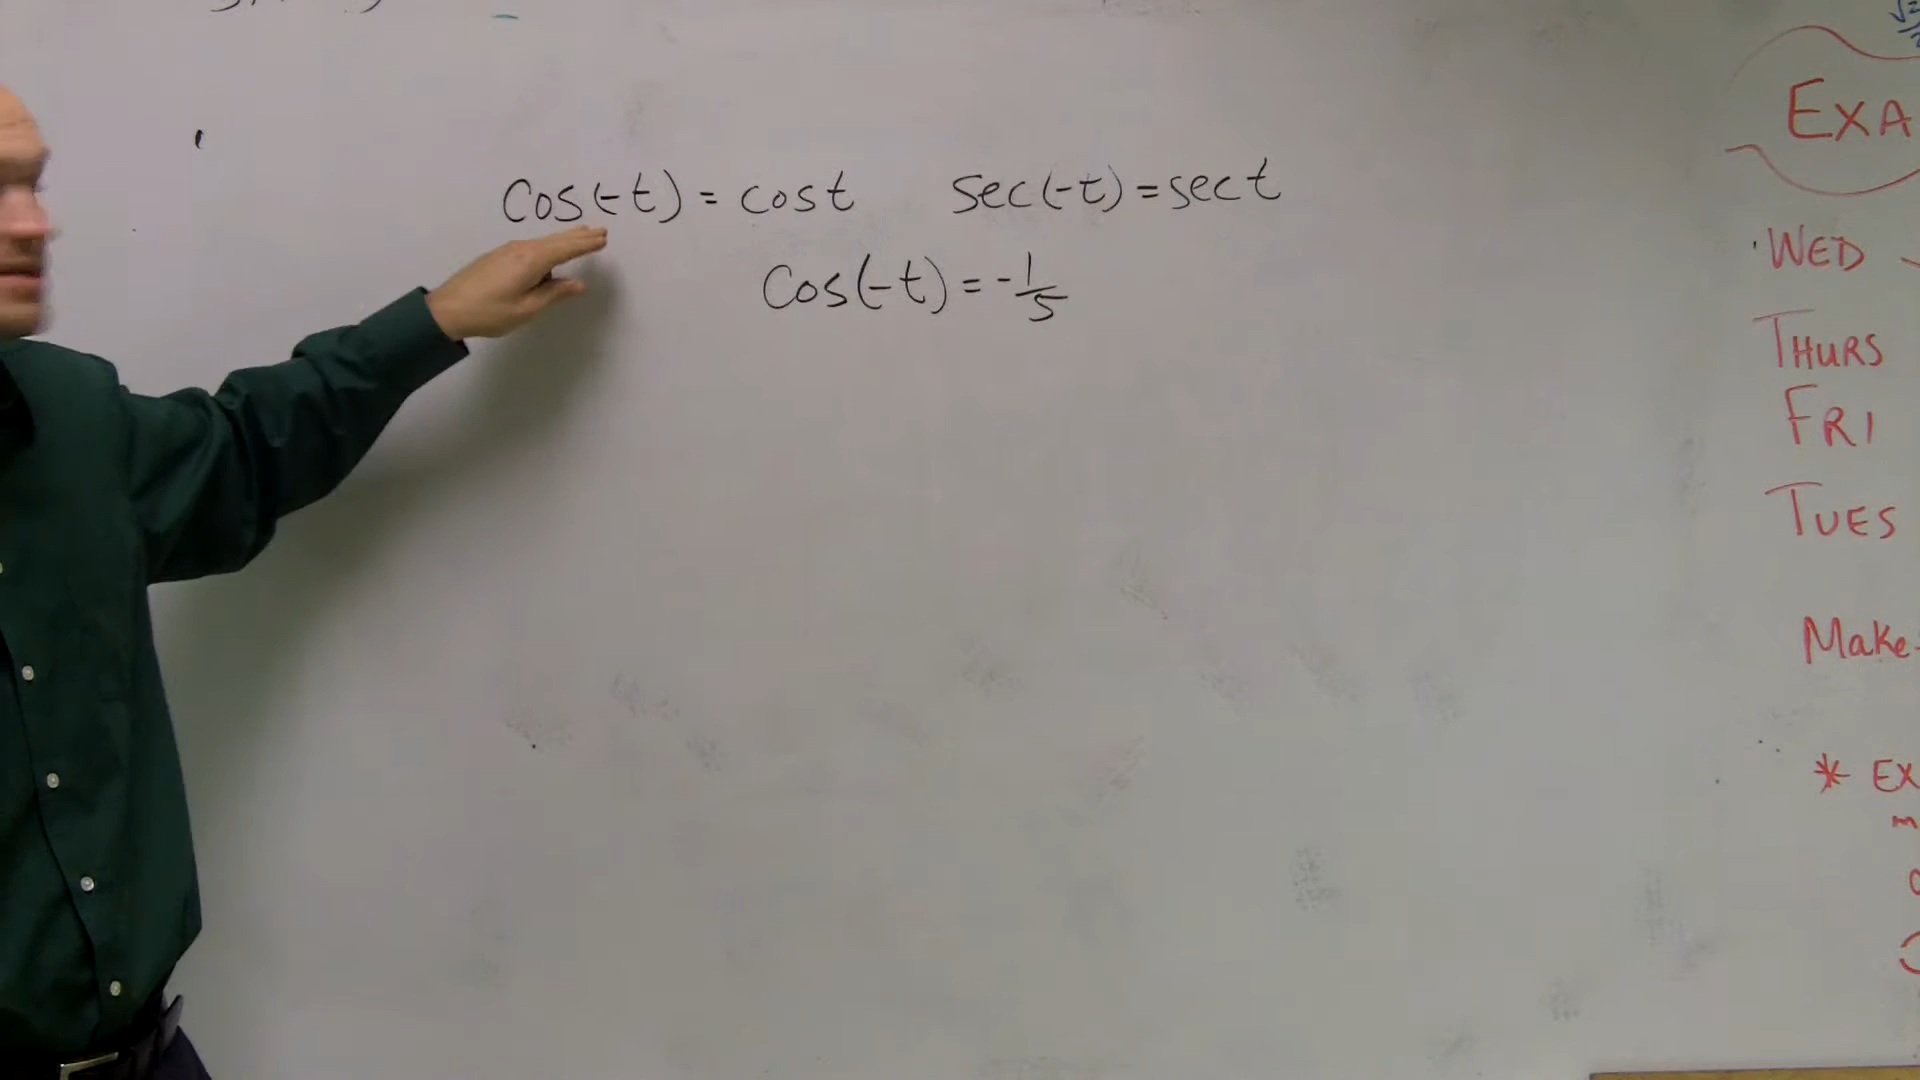 cos(-t) = cost sec(-t) = sect
Cos(-t) = -1/5
EXA
WED
THURS
FRI
TUES
Make-
* EX